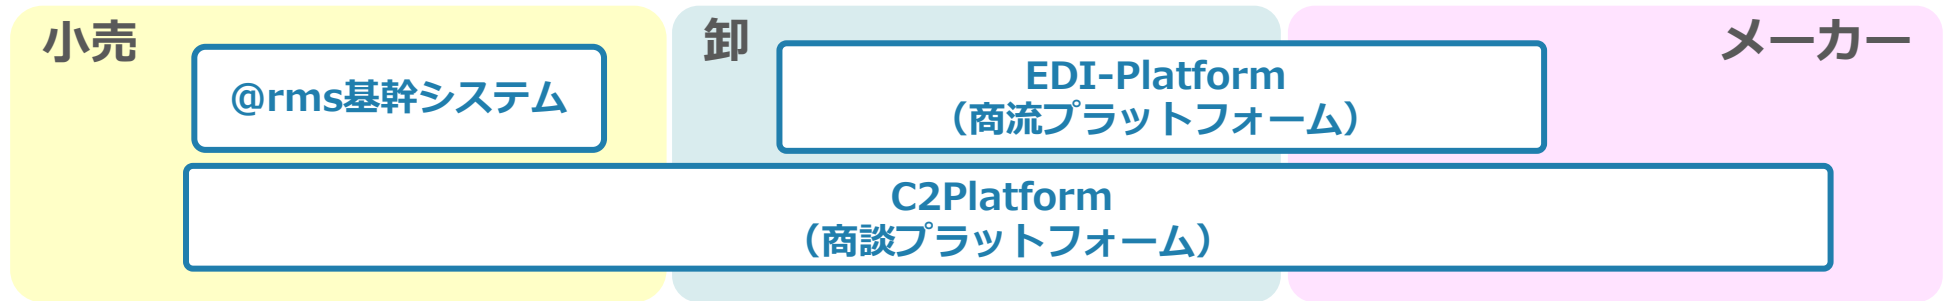 小売
卸
メーカー
@rms基幹システム
EDI-Platform
（商流プラットフォーム）
C2Platform
（商談プラットフォーム）